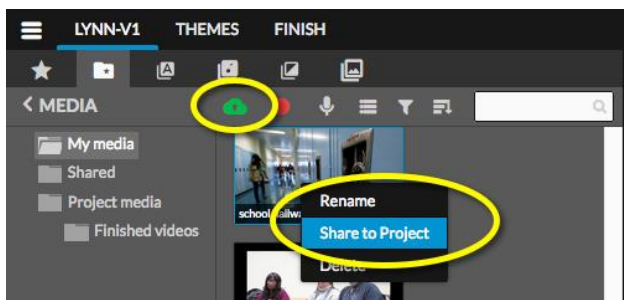 LYNN-V1 THEMES FINISH
< MEDIA
My media
Shared
Project media
Finished videos
Rename
Share to Project
Delete